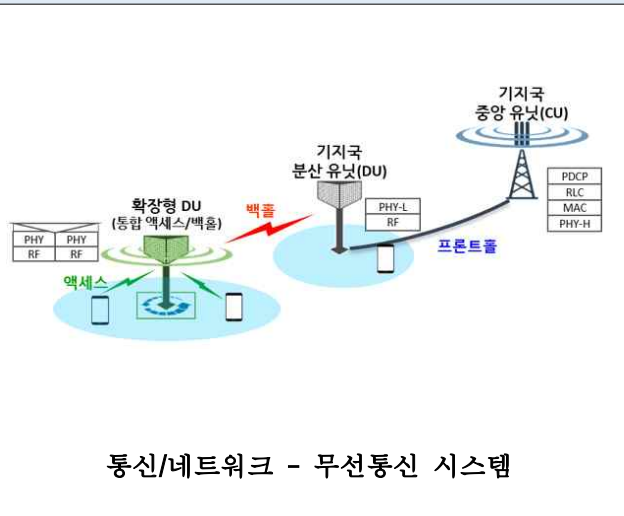 기지국
중앙 유닛(CU)
기지국
분산 유닛(DU)
PDCP
RLC
MAC
PHY-H
확장형 DU
(통합 액세스/백홀)
백홀
PHY-L
RF
PHY PHY
RF RF
프론트홀
액세스
통신/네트워크 - 무선통신 시스템